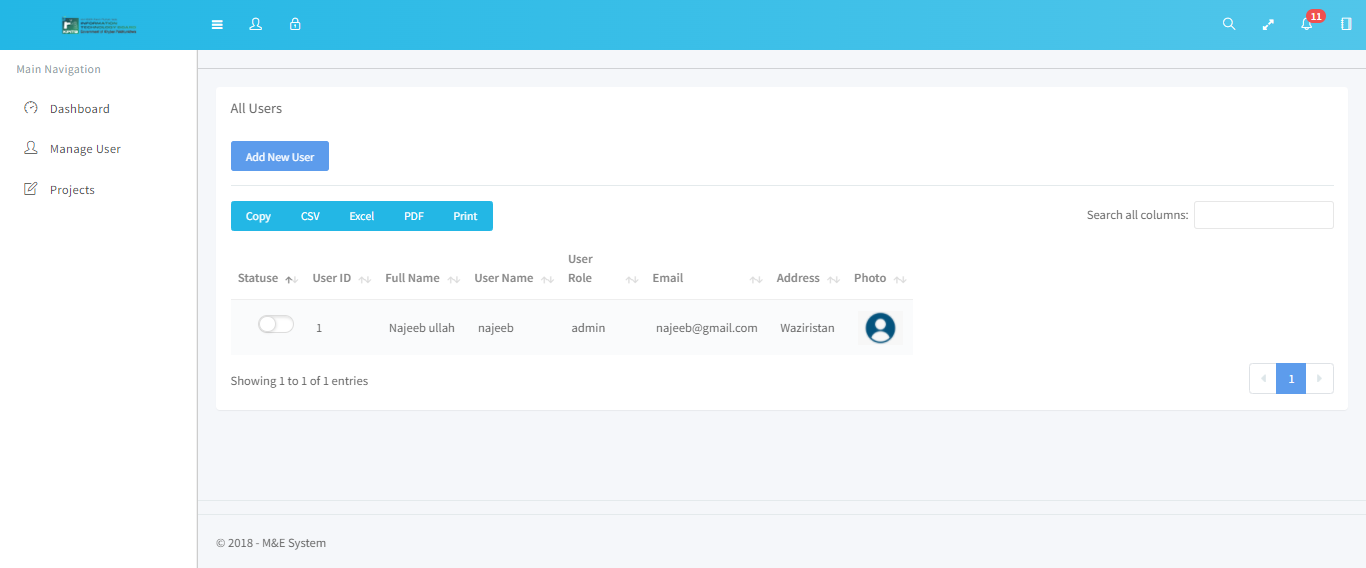 11
Main Navigation
Dashboard
Manage User
Projects
All Users
Add New User
Copy CSV Excel PDF Print
Search all columns:
Statuse User ID Full Name User Name User Role Email Address Photo
1 Najeeb ullah najeeb admin najeeb@gmail.com Waziristan
Showing 1 to 1 of 1 entries
1
© 2018 - M&E System